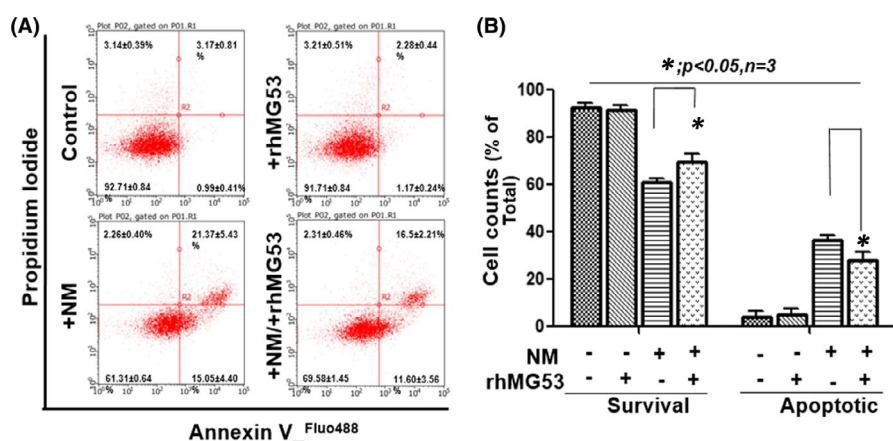 (A)
Plot P02, gated on P01.R1
3.14±0.39%
3.17±0.81
%
R2
92.71±0.84
%
0.99±0.41%
Control
Plot P02, gated on P01.R1
3.21±0.51%
2.28±0.44
%
R2
91.71±0.84
%
1.17±0.24%
+rhMG53
Plot P02, gated on P01.R1
2.26±0.40%
21.37±5.43
%
R2
61.31±0.64
%
15.05±4.40
%
+NM
Plot P02, gated on P01.R1
2.31±0.46%
16.5±2.21%
R2
69.58±1.45
%
11.60±3.56
%
+NM/+rhMG53
Propidium Iodide
Annexin V_Fluo488
(B)
*;p<0.05,n=3
Cell counts (% of
Total)
100
80
60
40
20
0
*
*
NM - - + + - - + +
rhMG53 - + - + - + - +
Survival Apoptotic